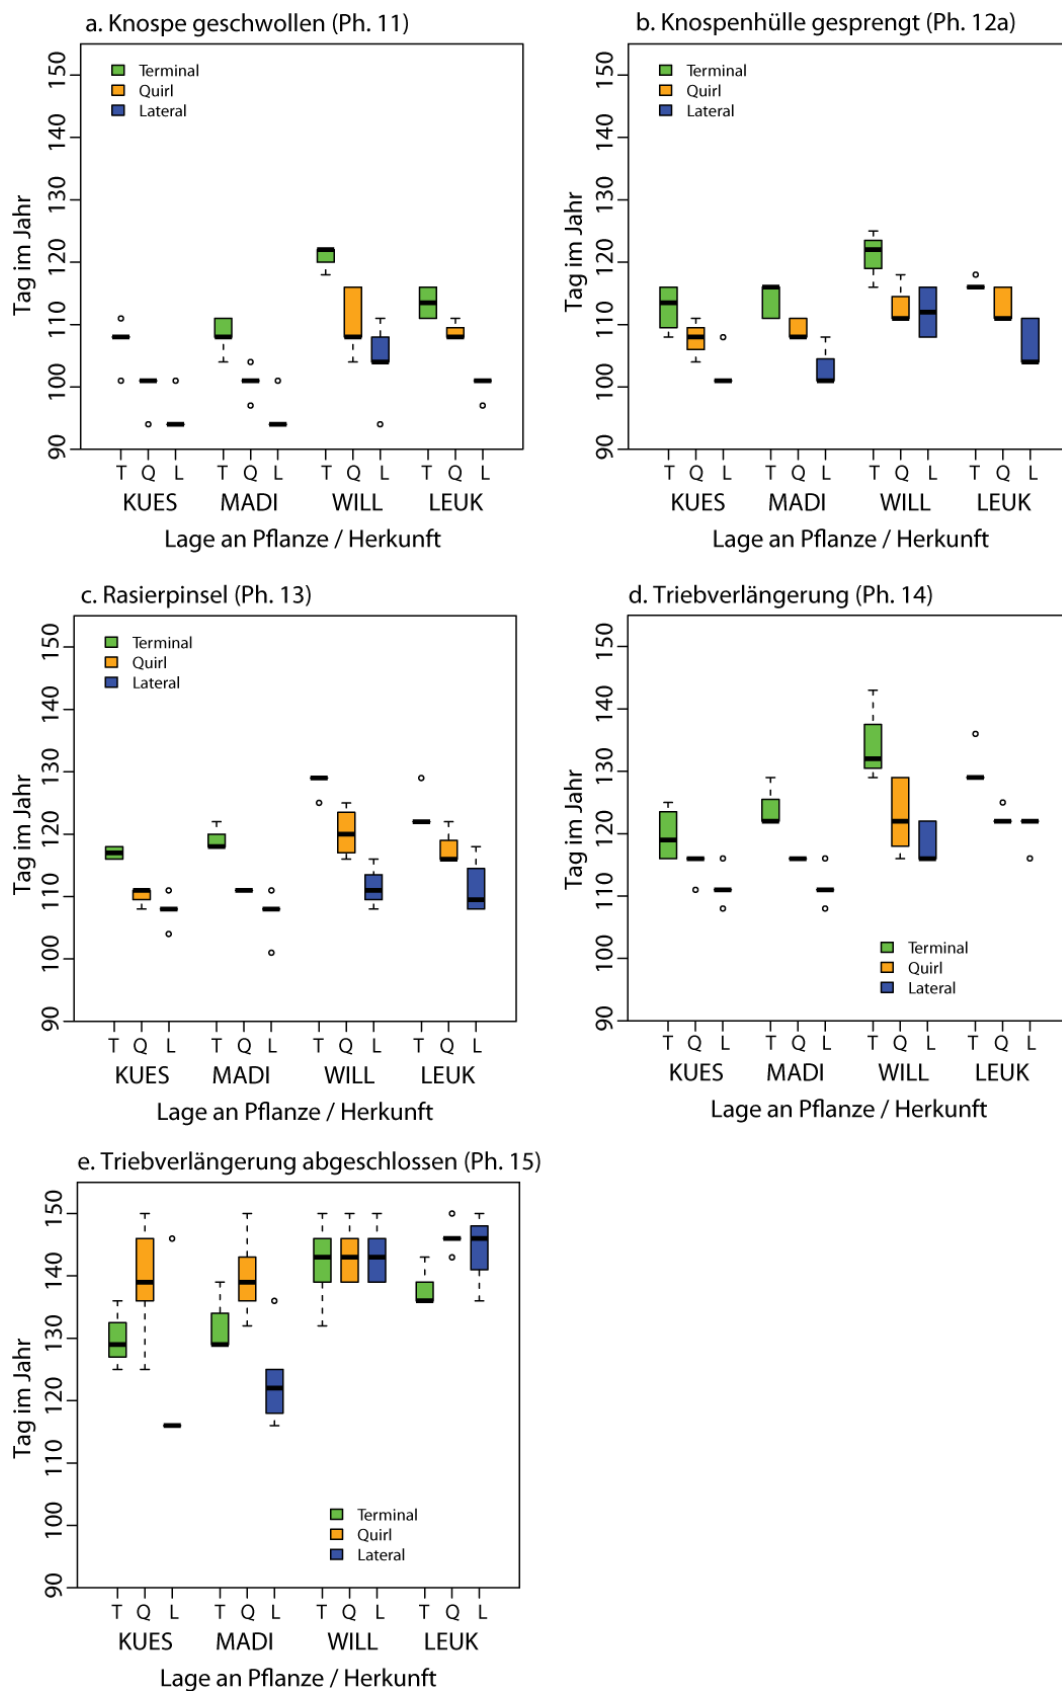 a. Knospe geschwollen (Ph. 11)
Terminal
Quirl
Lateral
Tag im Jahr
150
140
130
120
110
100
90
T Q L T Q L T Q L T Q L
KUES MADI WILL LEUK
Lage an Pflanze / Herkunft
b. Knospenhülle gesprengt (Ph. 12a)
Terminal
Quirl
Lateral
Tag im Jahr
150
140
130
120
110
100
90
T Q L T Q L T Q L T Q L
KUES MADI WILL LEUK
Lage an Pflanze / Herkunft
c. Rasierpinsel (Ph. 13)
Terminal
Quirl
Lateral
Tag im Jahr
150
140
130
120
110
100
90
T Q L T Q L T Q L T Q L
KUES MADI WILL LEUK
Lage an Pflanze / Herkunft
d. Triebverlängerung (Ph. 14)
Tag im Jahr
150
140
130
120
110
100
90
Terminal
Quirl
Lateral
T Q L T Q L T Q L T Q L
KUES MADI WILL LEUK
Lage an Pflanze / Herkunft
e. Triebverlängerung abgeschlossen (Ph. 15)
Tag im Jahr
150
140
130
120
110
100
90
Terminal
Quirl
Lateral
T Q L T Q L T Q L T Q L
KUES MADI WILL LEUK
Lage an Pflanze / Herkunft